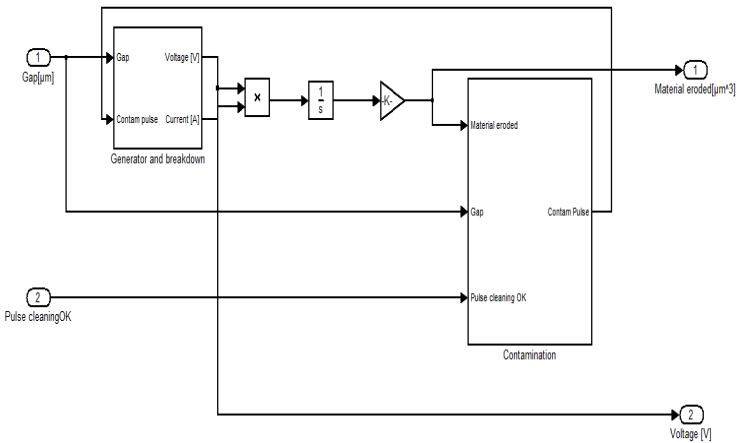 1
Gap[µm]
Gap
Voltage [V]
Contam pulse
Current [A]
Generator and breakdown
×
1
s
-K-
1
Material eroded[µm^3]
Material eroded
Gap
Contam Pulse
Pulse cleaning OK
Contamination
2
Pulse cleaningOK
2
Voltage [V]